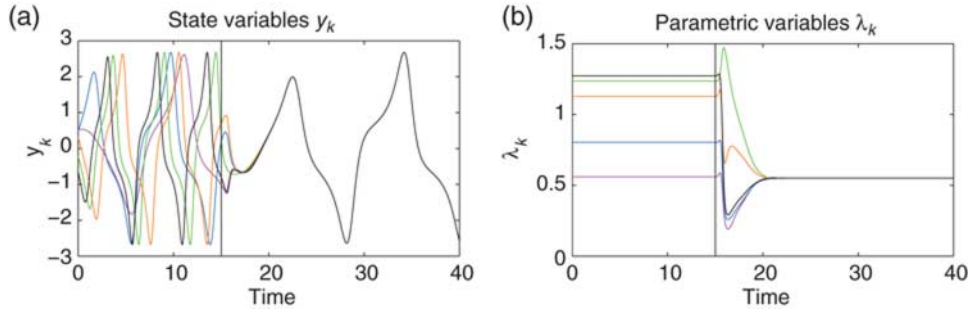 (a) State variables y_k
3
2
1
0
−1
−2
−3
y_k
0 10 20 30 40
Time
(b) Parametric variables λ_k
1.5
1
0.5
0
λ_k
0 10 20 30 40
Time